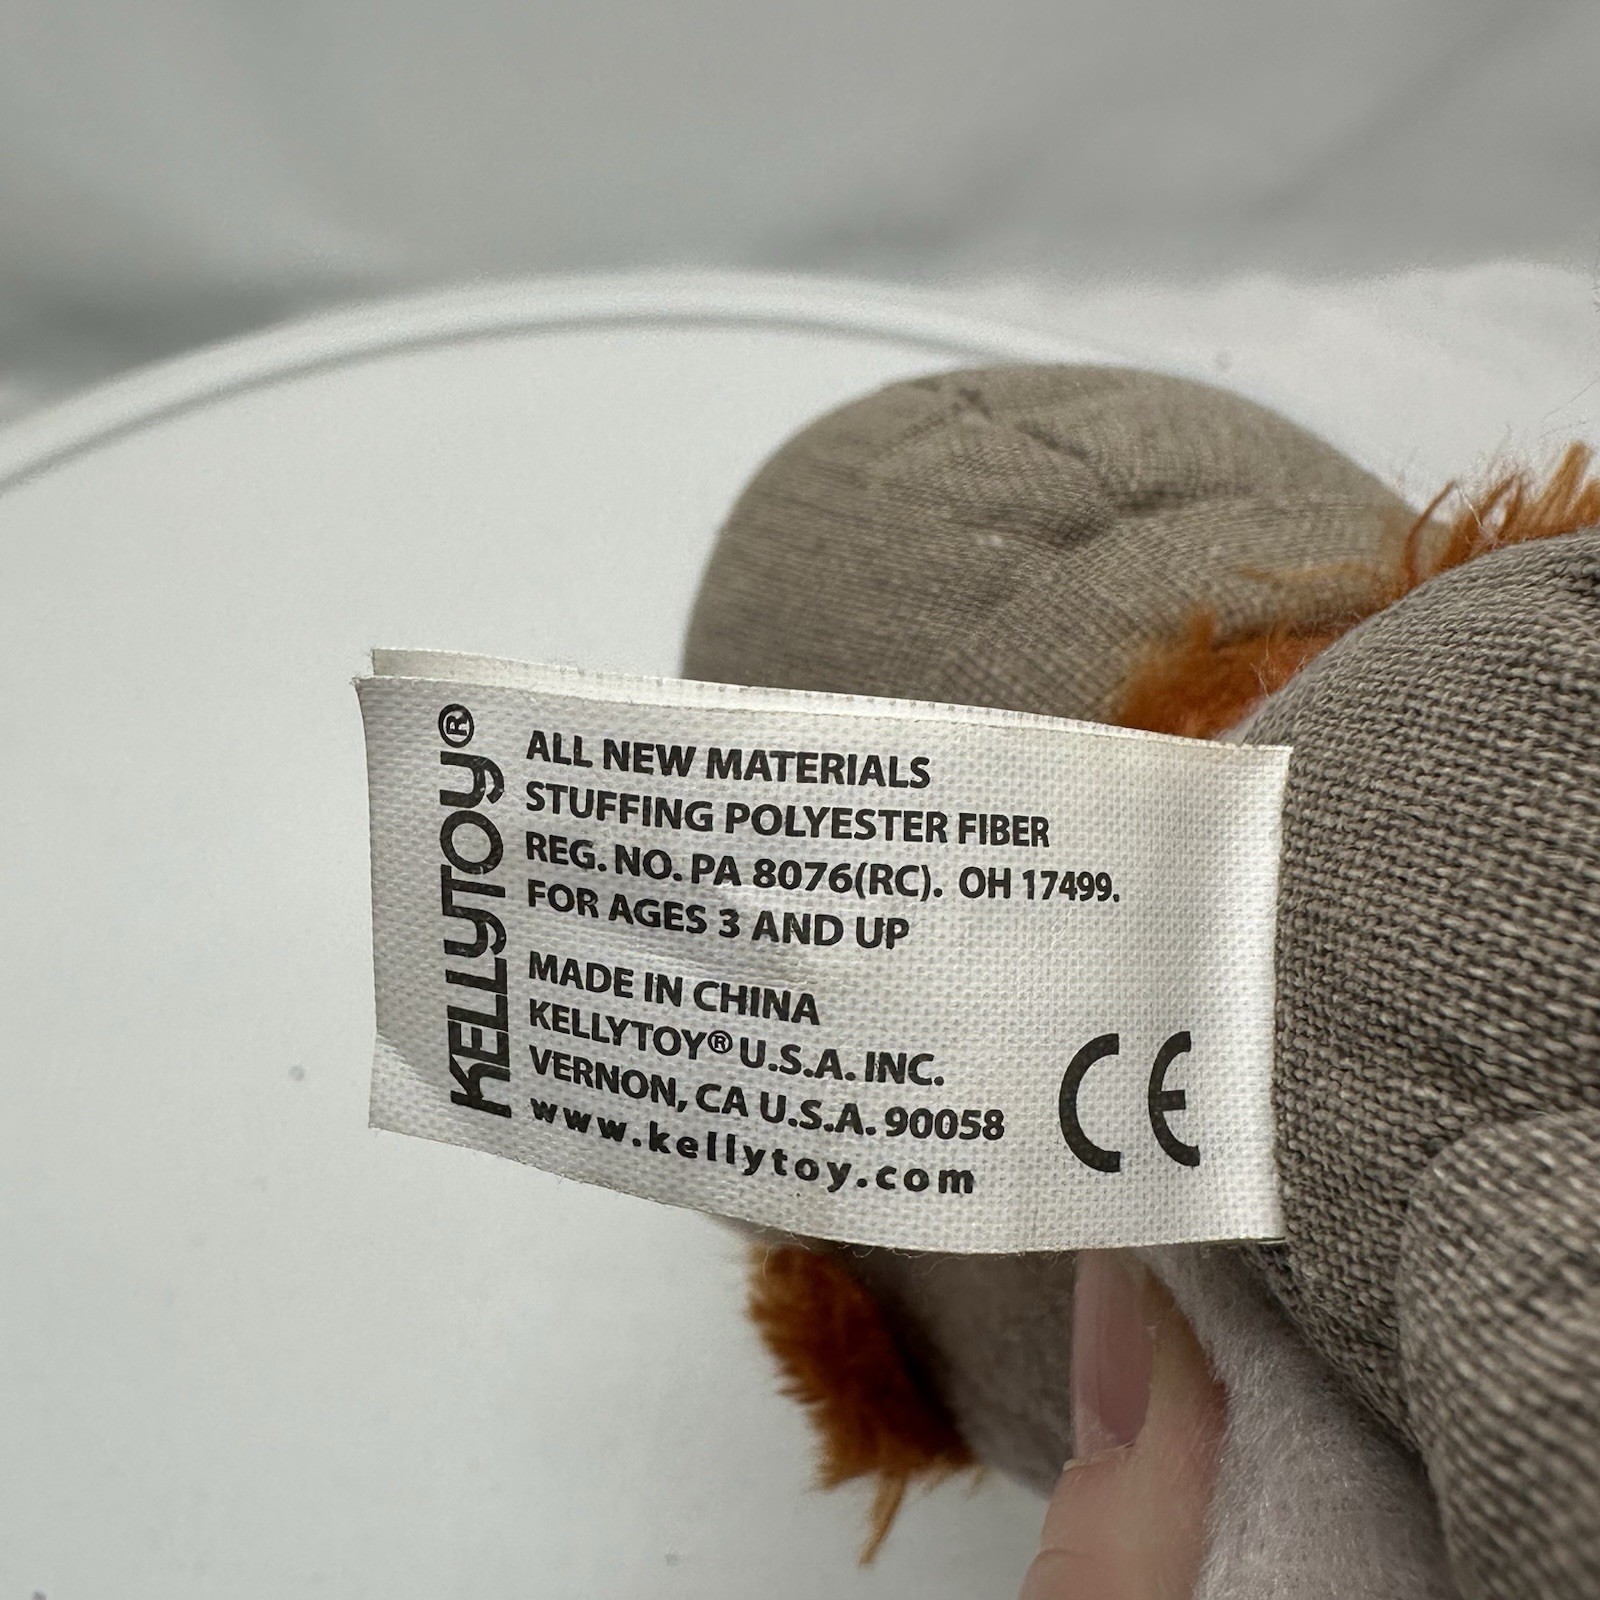 KELLYTOY®
ALL NEW MATERIALS
STUFFING POLYESTER FIBER
REG. NO. PA 8076(RC). OH 17499.
FOR AGES 3 AND UP
MADE IN CHINA
KELLYTOY® U.S.A. INC.
VERNON, CA U.S.A. 90058
www.kellytoy.com
CE